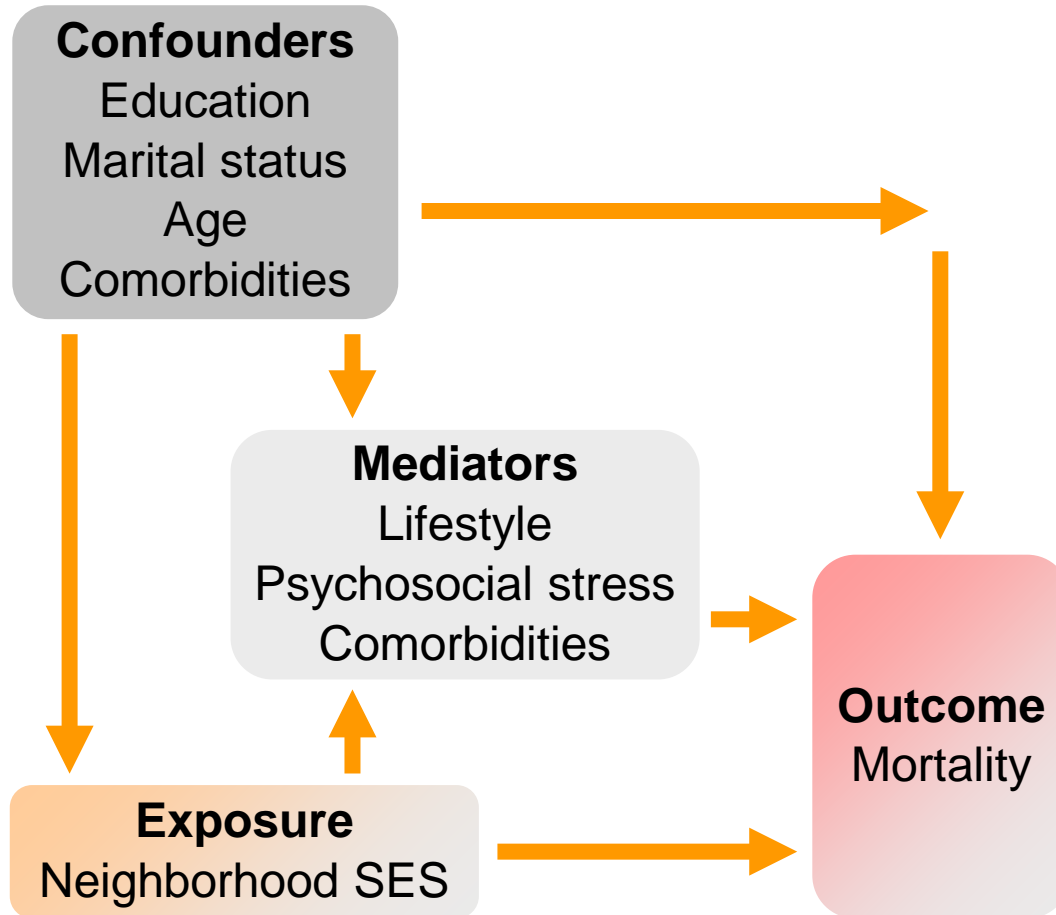 Confounders
Education
Marital status
Age
Comorbidities
Mediators
Lifestyle
Psychosocial stress
Comorbidities
Outcome
Mortality
Exposure
Neighborhood SES